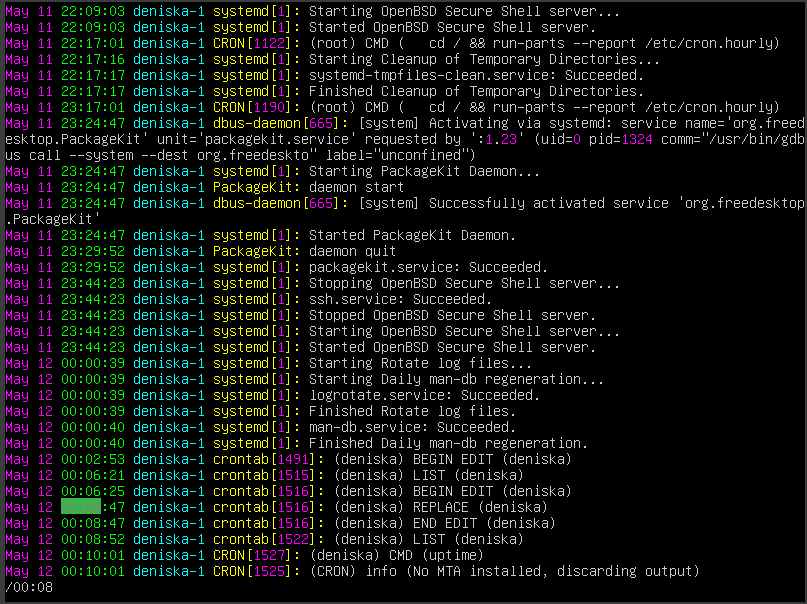 May 11 22:09:03 deniska-1 systemd[1]: Starting OpenBSD Secure Shell server...
May 11 22:09:03 deniska-1 systemd[1]: Started OpenBSD Secure Shell server.
May 11 22:17:01 deniska-1 CRON[1122]: (root) CMD (   cd / && run-parts --report /etc/cron.hourly)
May 11 22:17:16 deniska-1 systemd[1]: Starting Cleanup of Temporary Directories...
May 11 22:17:17 deniska-1 systemd[1]: systemd-tmpfiles-clean.service: Succeeded.
May 11 22:17:17 deniska-1 systemd[1]: Finished Cleanup of Temporary Directories.
May 11 23:17:01 deniska-1 CRON[1190]: (root) CMD (   cd / && run-parts --report /etc/cron.hourly)
May 11 23:24:47 deniska-1 dbus-daemon[665]: [system] Activating via systemd: service name='org.freed
esktop.PackageKit' unit='packagekit.service' requested by ':1.23' (uid=0 pid=1324 comm="/usr/bin/gdb
us call --system --dest org.freedeskto" label="unconfined")
May 11 23:24:47 deniska-1 systemd[1]: Starting PackageKit Daemon...
May 11 23:24:47 deniska-1 PackageKit: daemon start
May 11 23:24:47 deniska-1 dbus-daemon[665]: [system] Successfully activated service 'org.freedesktop
.PackageKit'
May 11 23:24:47 deniska-1 systemd[1]: Started PackageKit Daemon.
May 11 23:29:52 deniska-1 PackageKit: daemon quit
May 11 23:29:52 deniska-1 systemd[1]: packagekit.service: Succeeded.
May 11 23:44:23 deniska-1 systemd[1]: Stopping OpenBSD Secure Shell server...
May 11 23:44:23 deniska-1 systemd[1]: ssh.service: Succeeded.
May 11 23:44:23 deniska-1 systemd[1]: Stopped OpenBSD Secure Shell server.
May 11 23:44:23 deniska-1 systemd[1]: Starting OpenBSD Secure Shell server...
May 11 23:44:23 deniska-1 systemd[1]: Started OpenBSD Secure Shell server.
May 12 00:00:39 deniska-1 systemd[1]: Starting Rotate log files...
May 12 00:00:39 deniska-1 systemd[1]: Starting Daily man-db regeneration...
May 12 00:00:39 deniska-1 systemd[1]: logrotate.service: Succeeded.
May 12 00:00:39 deniska-1 systemd[1]: Finished Rotate log files.
May 12 00:00:40 deniska-1 systemd[1]: man-db.service: Succeeded.
May 12 00:00:40 deniska-1 systemd[1]: Finished Daily man-db regeneration.
May 12 00:02:53 deniska-1 crontab[1491]: (deniska) BEGIN EDIT (deniska)
May 12 00:06:21 deniska-1 crontab[1515]: (deniska) LIST (deniska)
May 12 00:06:25 deniska-1 crontab[1516]: (deniska) BEGIN EDIT (deniska)
May 12 :47 deniska-1 crontab[1516]: (deniska) REPLACE (deniska)
May 12 00:08:47 deniska-1 crontab[1516]: (deniska) END EDIT (deniska)
May 12 00:08:52 deniska-1 crontab[1522]: (deniska) LIST (deniska)
May 12 00:10:01 deniska-1 CRON[1527]: (deniska) CMD (uptime)
May 12 00:10:01 deniska-1 CRON[1525]: (CRON) info (No MTA installed, discarding output)
/00:08